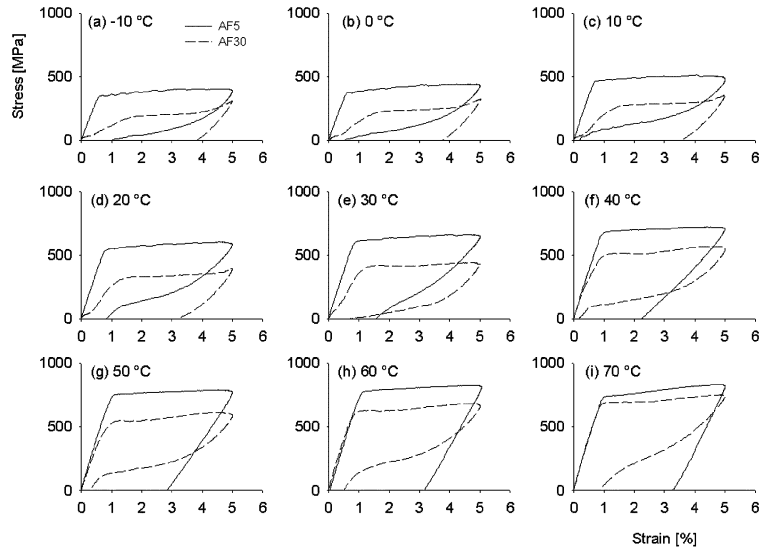 (a) -10 °C
AF5
AF30
(b) 0 °C
(c) 10 °C
Stress [MPa]
1000
500
0
0 1 2 3 4 5 6
1000
500
0
0 1 2 3 4 5 6
1000
500
0
0 1 2 3 4 5 6
(d) 20 °C
(e) 30 °C
(f) 40 °C
1000
500
0
0 1 2 3 4 5 6
1000
500
0
0 1 2 3 4 5 6
1000
500
0
0 1 2 3 4 5 6
(g) 50 °C
(h) 60 °C
(i) 70 °C
1000
500
0
0 1 2 3 4 5 6
1000
500
0
0 1 2 3 4 5 6
1000
500
0
0 1 2 3 4 5 6
Strain [%]